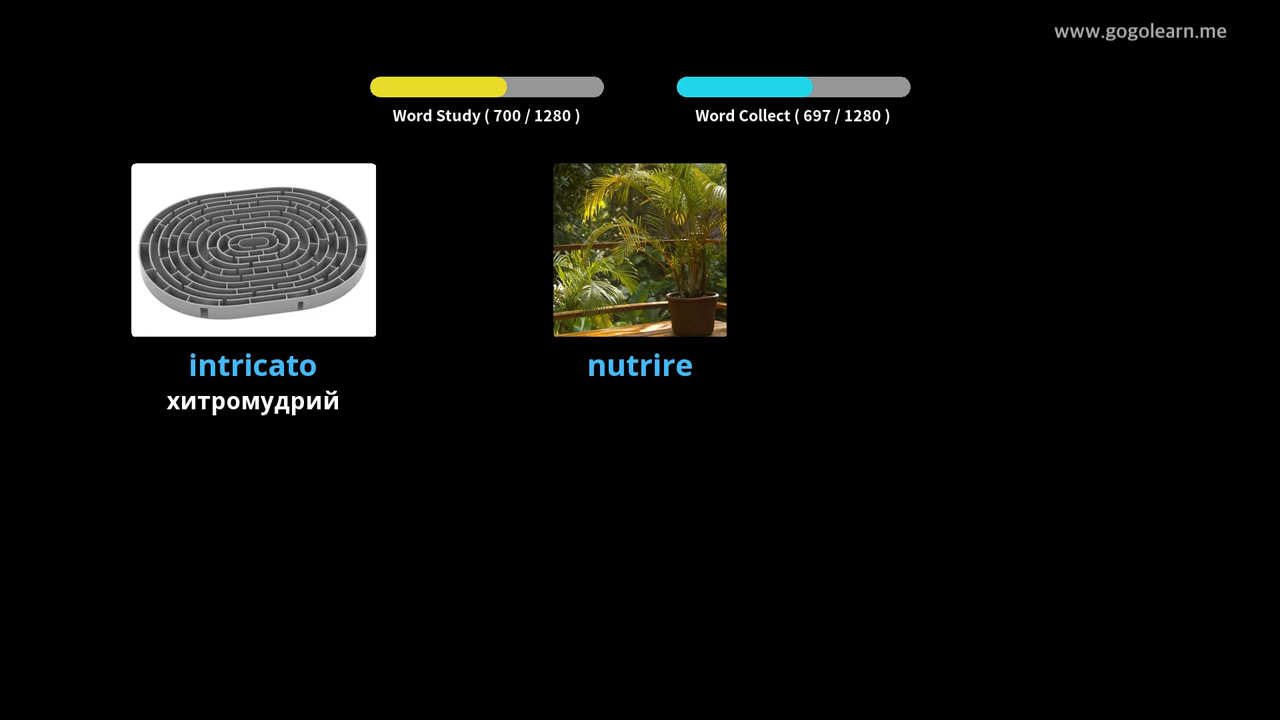 www.gogolearn.me
Word Study ( 700 / 1280 )
Word Collect ( 697 / 1280 )
intricato
хитромудрий
nutrire